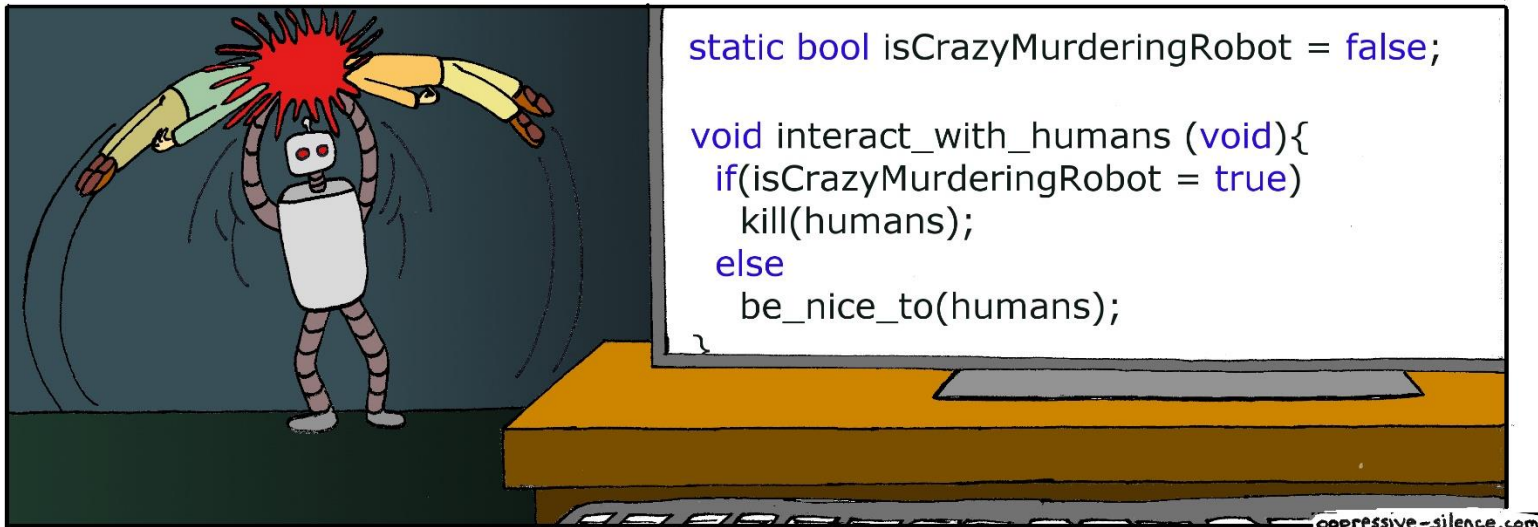 static bool isCrazyMurderingRobot = false;
void interact_with_humans (void){
if(isCrazyMurderingRobot = true)
kill(humans);
else
be_nice_to(humans);
}
oppressive-silence.com